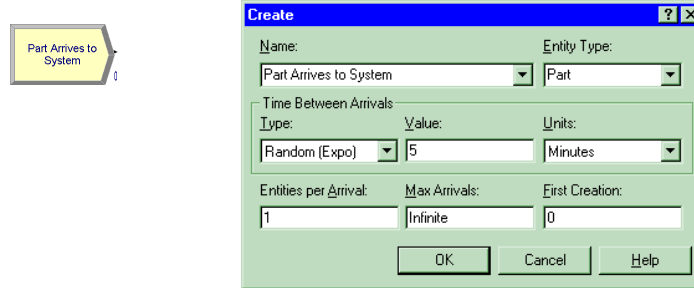 Part Arrives to
System
0
Create
Name:
Entity Type:
Part Arrives to System
Part
Time Between Arrivals
Type:
Value:
Units:
Random (Expo)
5
Minutes
Entities per Arrival:
Max Arrivals:
First Creation:
1
Infinite
0
OK
Cancel
Help